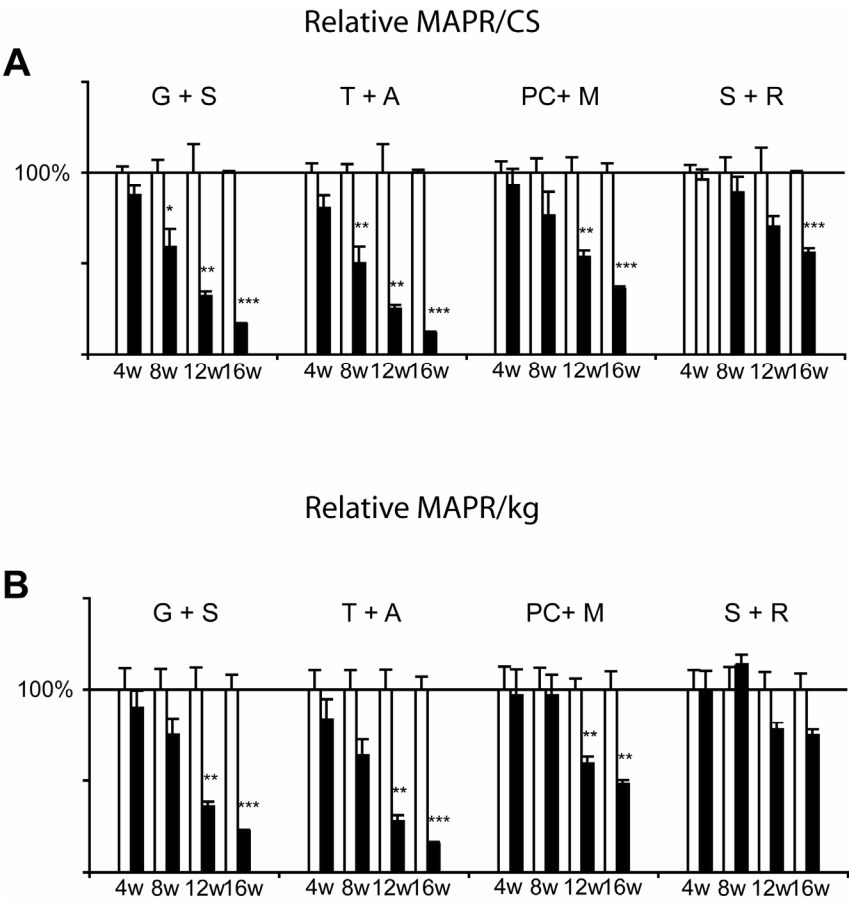 Relative MAPR/CS
A
G + S T + A PC+ M S + R
* ** ** *** ** ** *** ** *** ***
100%
4w 8w 12w16w 4w 8w 12w16w 4w 8w 12w16w 4w 8w 12w16w
Relative MAPR/kg
B
G + S T + A PC+ M S + R
100%
** *** ** *** ** **
4w 8w 12w16w 4w 8w 12w16w 4w 8w 12w16w 4w 8w 12w16w